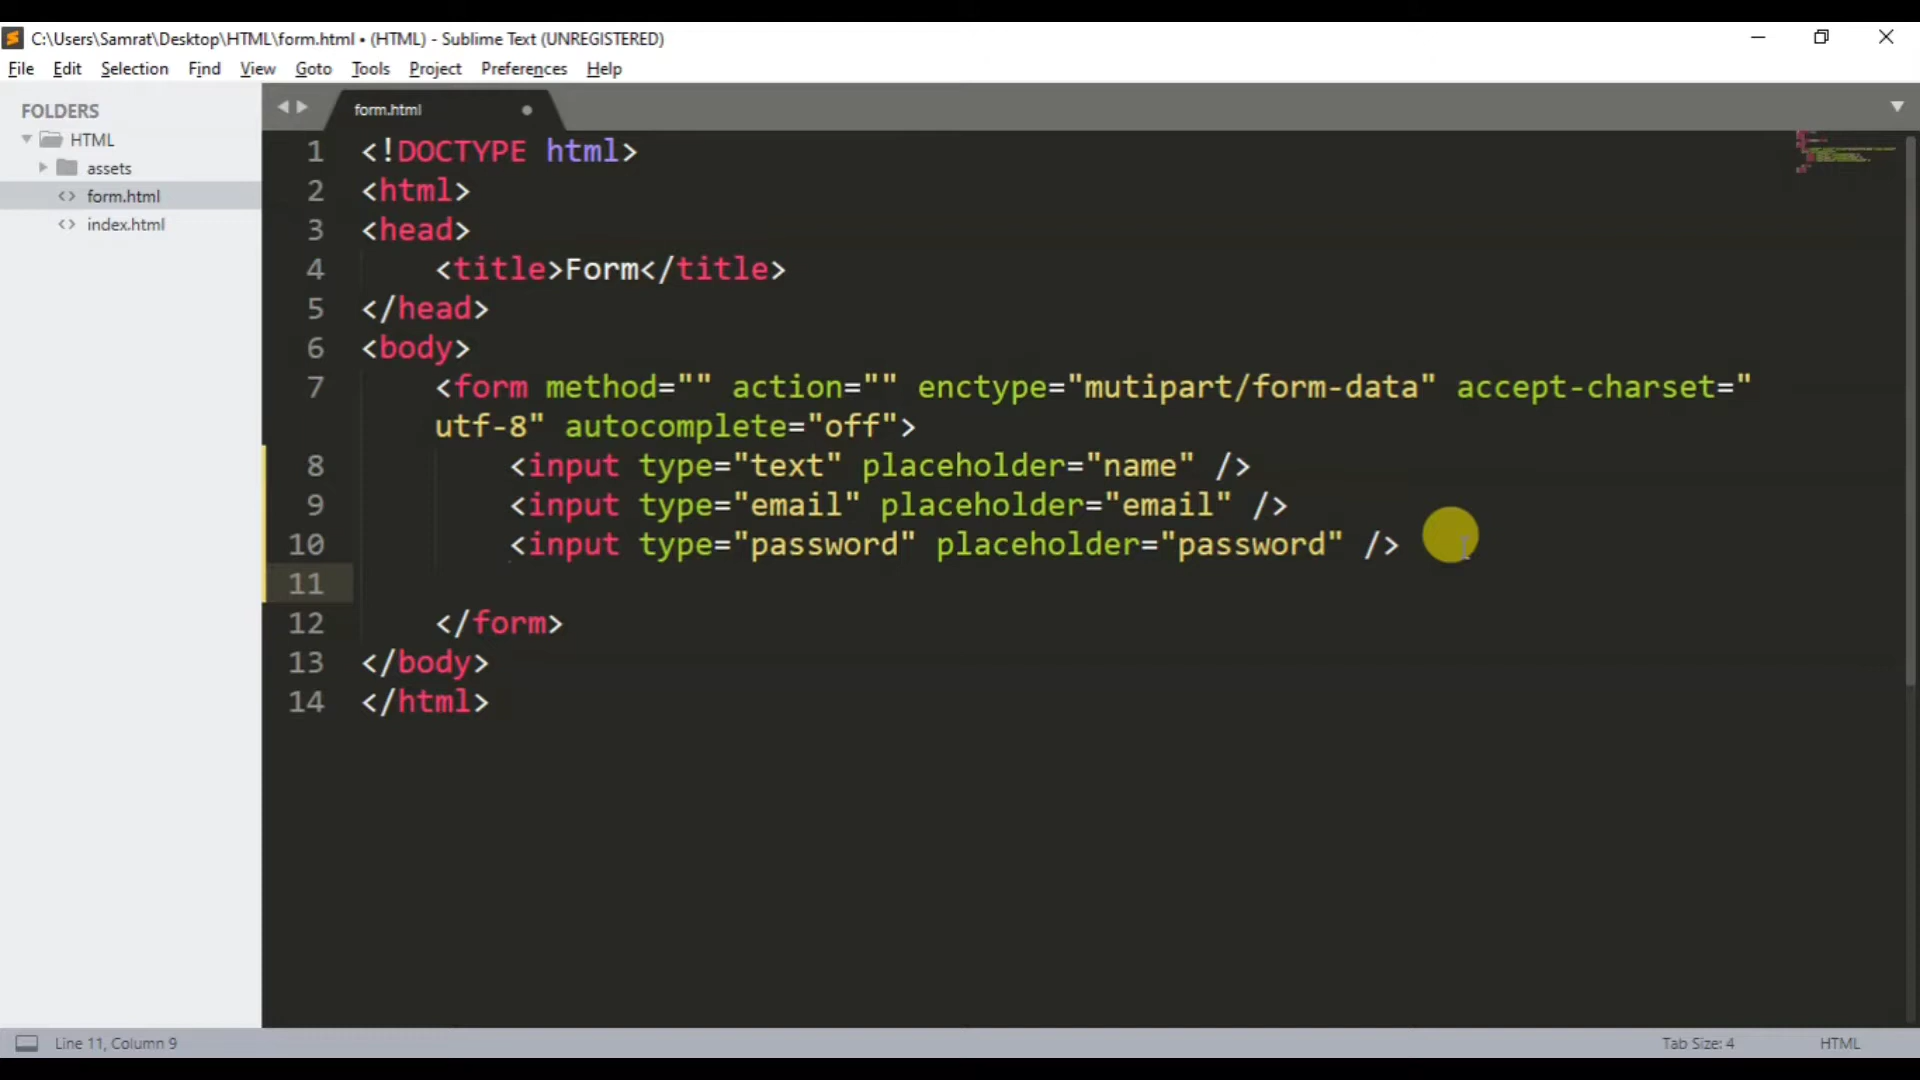 C:\Users\Samrat\Desktop\HTML\form.html • (HTML) - Sublime Text (UNREGISTERED)
File Edit Selection Find View Goto Tools Project Preferences Help
FOLDERS
HTML
assets
form.html
index.html
form.html
1 <!DOCTYPE html>
2 <html>
3 <head>
4 <title>Form</title>
5 </head>
6 <body>
7 <form method="" action="" enctype="mutipart/form-data" accept-charset="
utf-8" autocomplete="off">
8 <input type="text" placeholder="name" />
9 <input type="email" placeholder="email" />
10 <input type="password" placeholder="password" />
11
12 </form>
13 </body>
14 </html>
Line 11, Column 9 Tab Size: 4 HTML